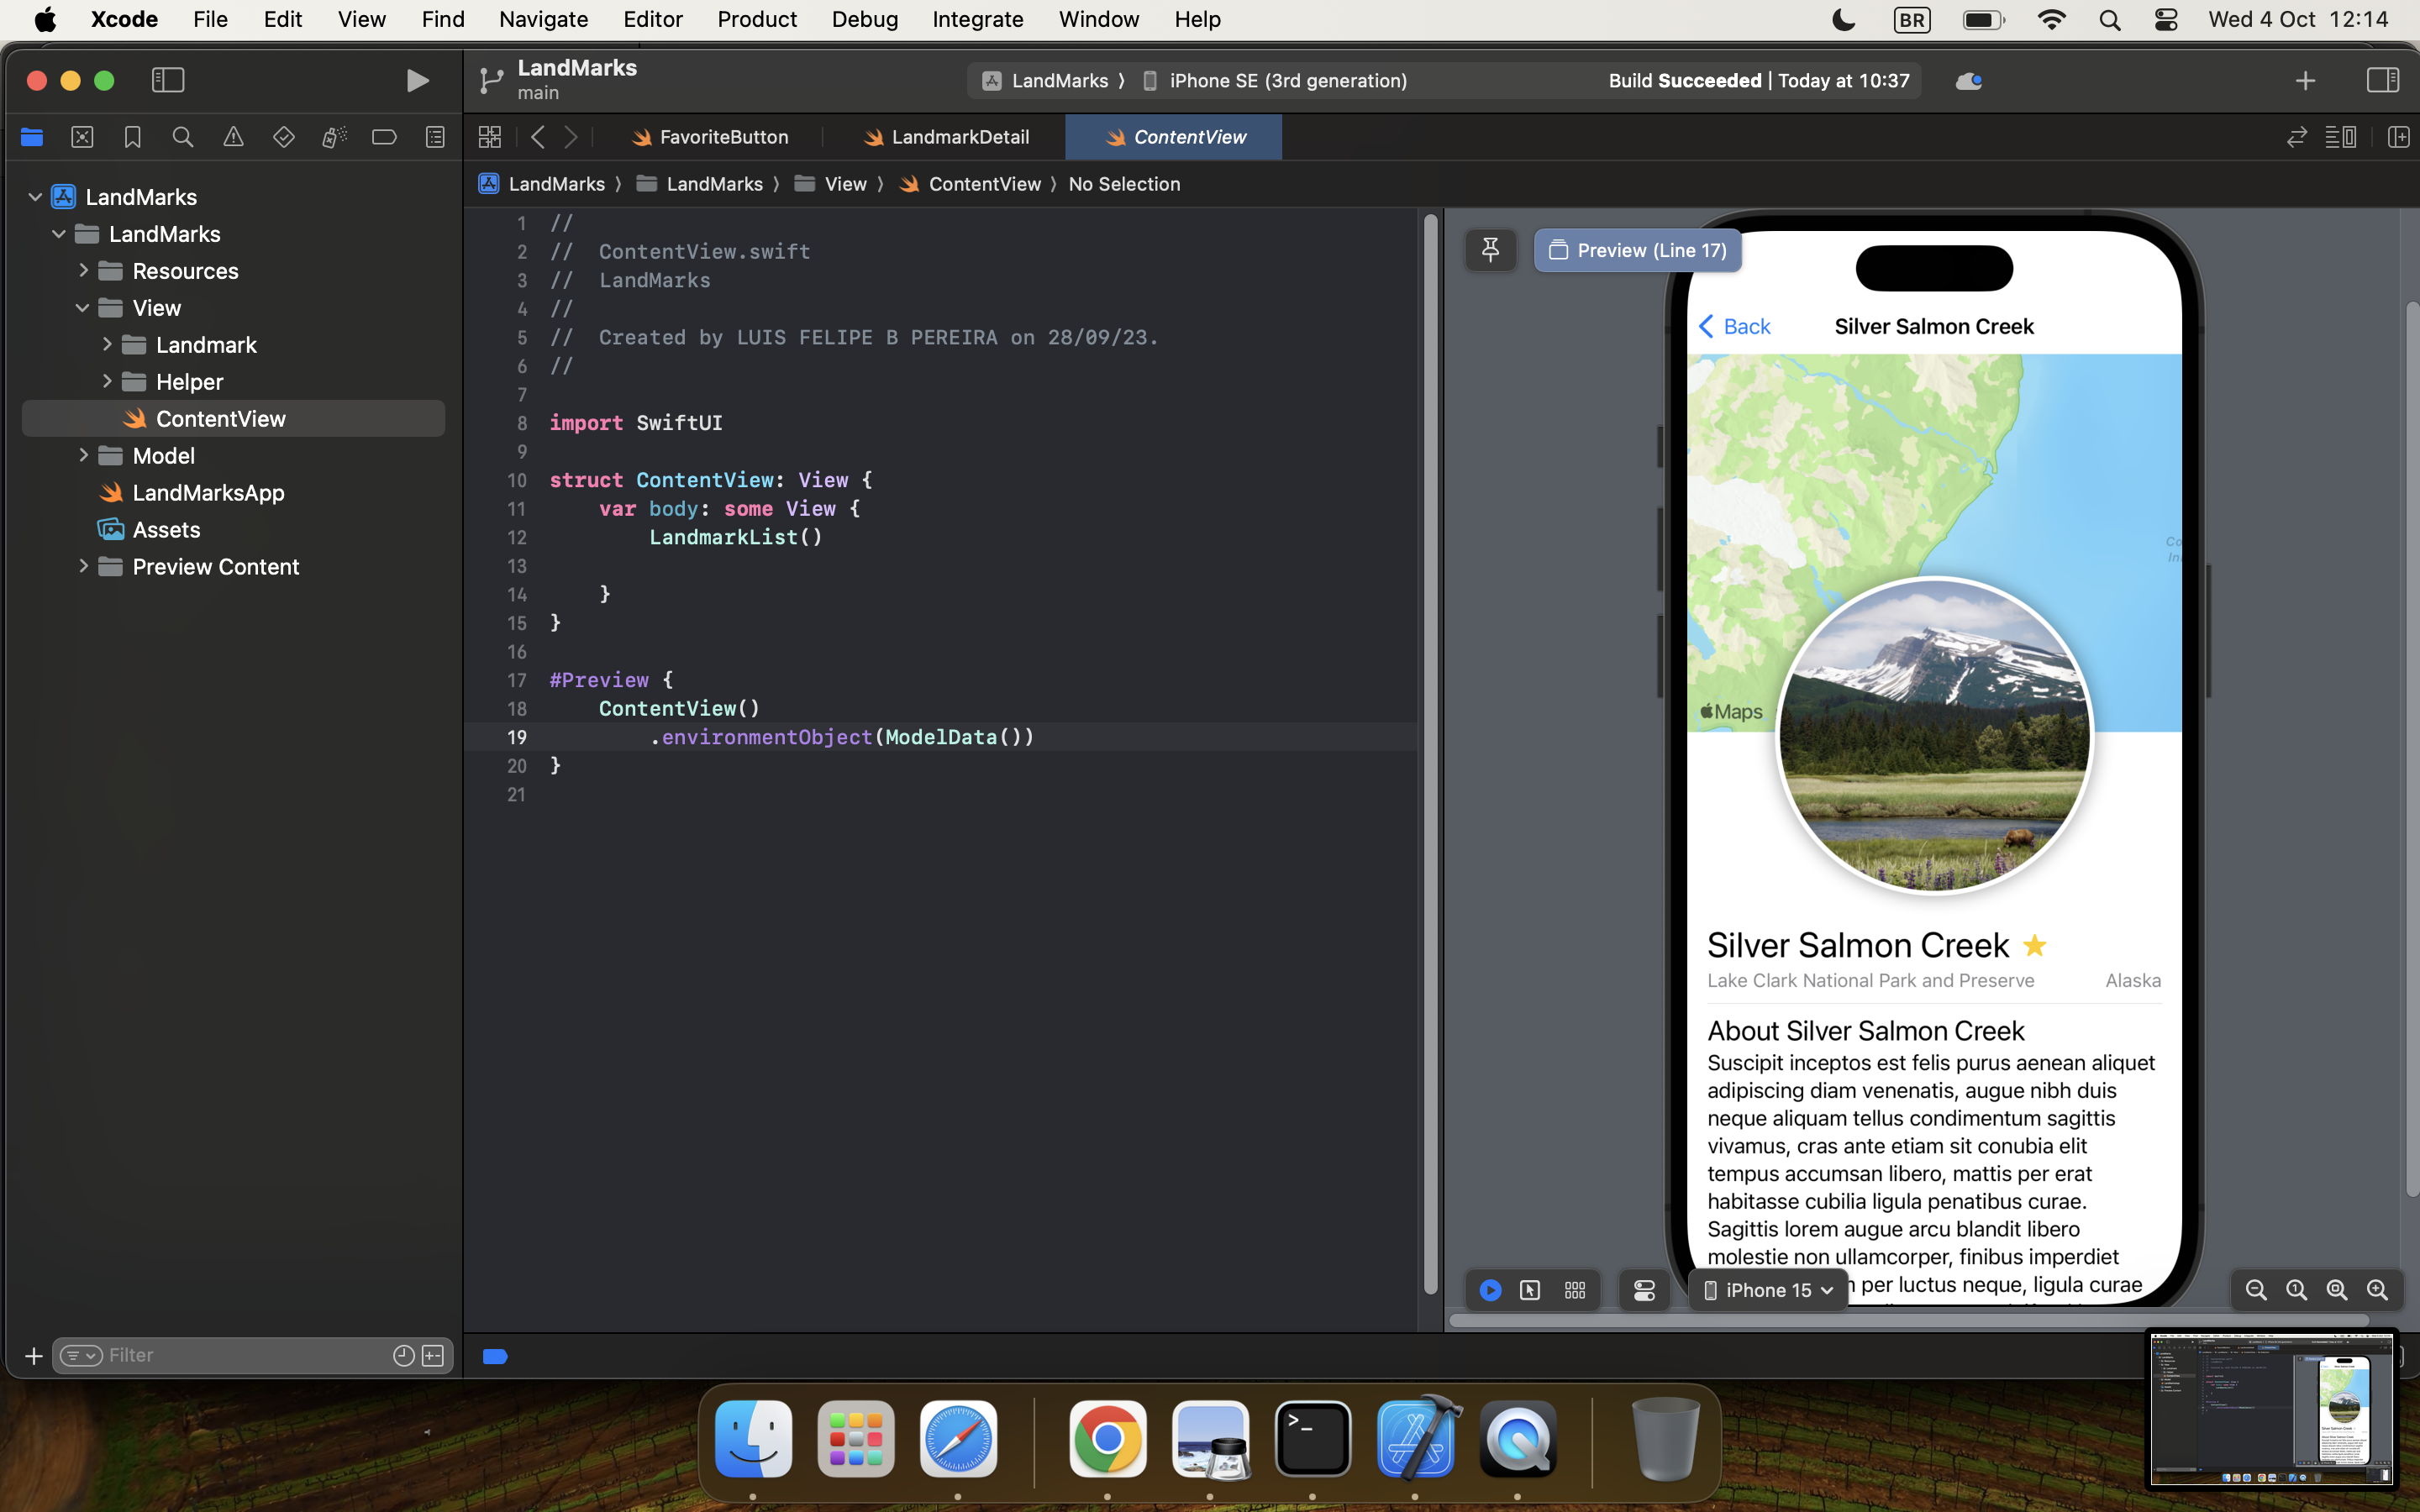 Xcode File Edit View Find Navigate Editor Product Debug Integrate Window Help BR Wed 4 Oct 12:14
LandMarks
main
LandMarks 〉 iPhone SE (3rd generation) Build Succeeded | Today at 10:37
FavoriteButton LandmarkDetail ContentView
LandMarks 〉 LandMarks 〉 View 〉 ContentView 〉 No Selection
LandMarks
LandMarks
Resources
View
Landmark
Helper
ContentView
Model
LandMarksApp
Assets
Preview Content
Filter
1 //
2 //  ContentView.swift
3 //  LandMarks
4 //
5 //  Created by LUIS FELIPE B PEREIRA on 28/09/23.
6 //
7
8 import SwiftUI
9
10 struct ContentView: View {
11     var body: some View {
12         LandmarkList()
13
14     }
15 }
16
17 #Preview {
18     ContentView()
19         .environmentObject(ModelData())
20 }
21
Preview (Line 17)
Back Silver Salmon Creek
Maps
Silver Salmon Creek
Lake Clark National Park and Preserve Alaska
About Silver Salmon Creek
Suscipit inceptos est felis purus aenean aliquet
adipiscing diam venenatis, augue nibh duis
neque aliquam tellus condimentum sagittis
vivamus, cras ante etiam sit conubia elit
tempus accumsan libero, mattis per erat
habitasse cubilia ligula penatibus curae.
Sagittis lorem augue arcu blandit libero
molestie non ullamcorper, finibus imperdiet
per luctus neque, ligula curae
iPhone 15